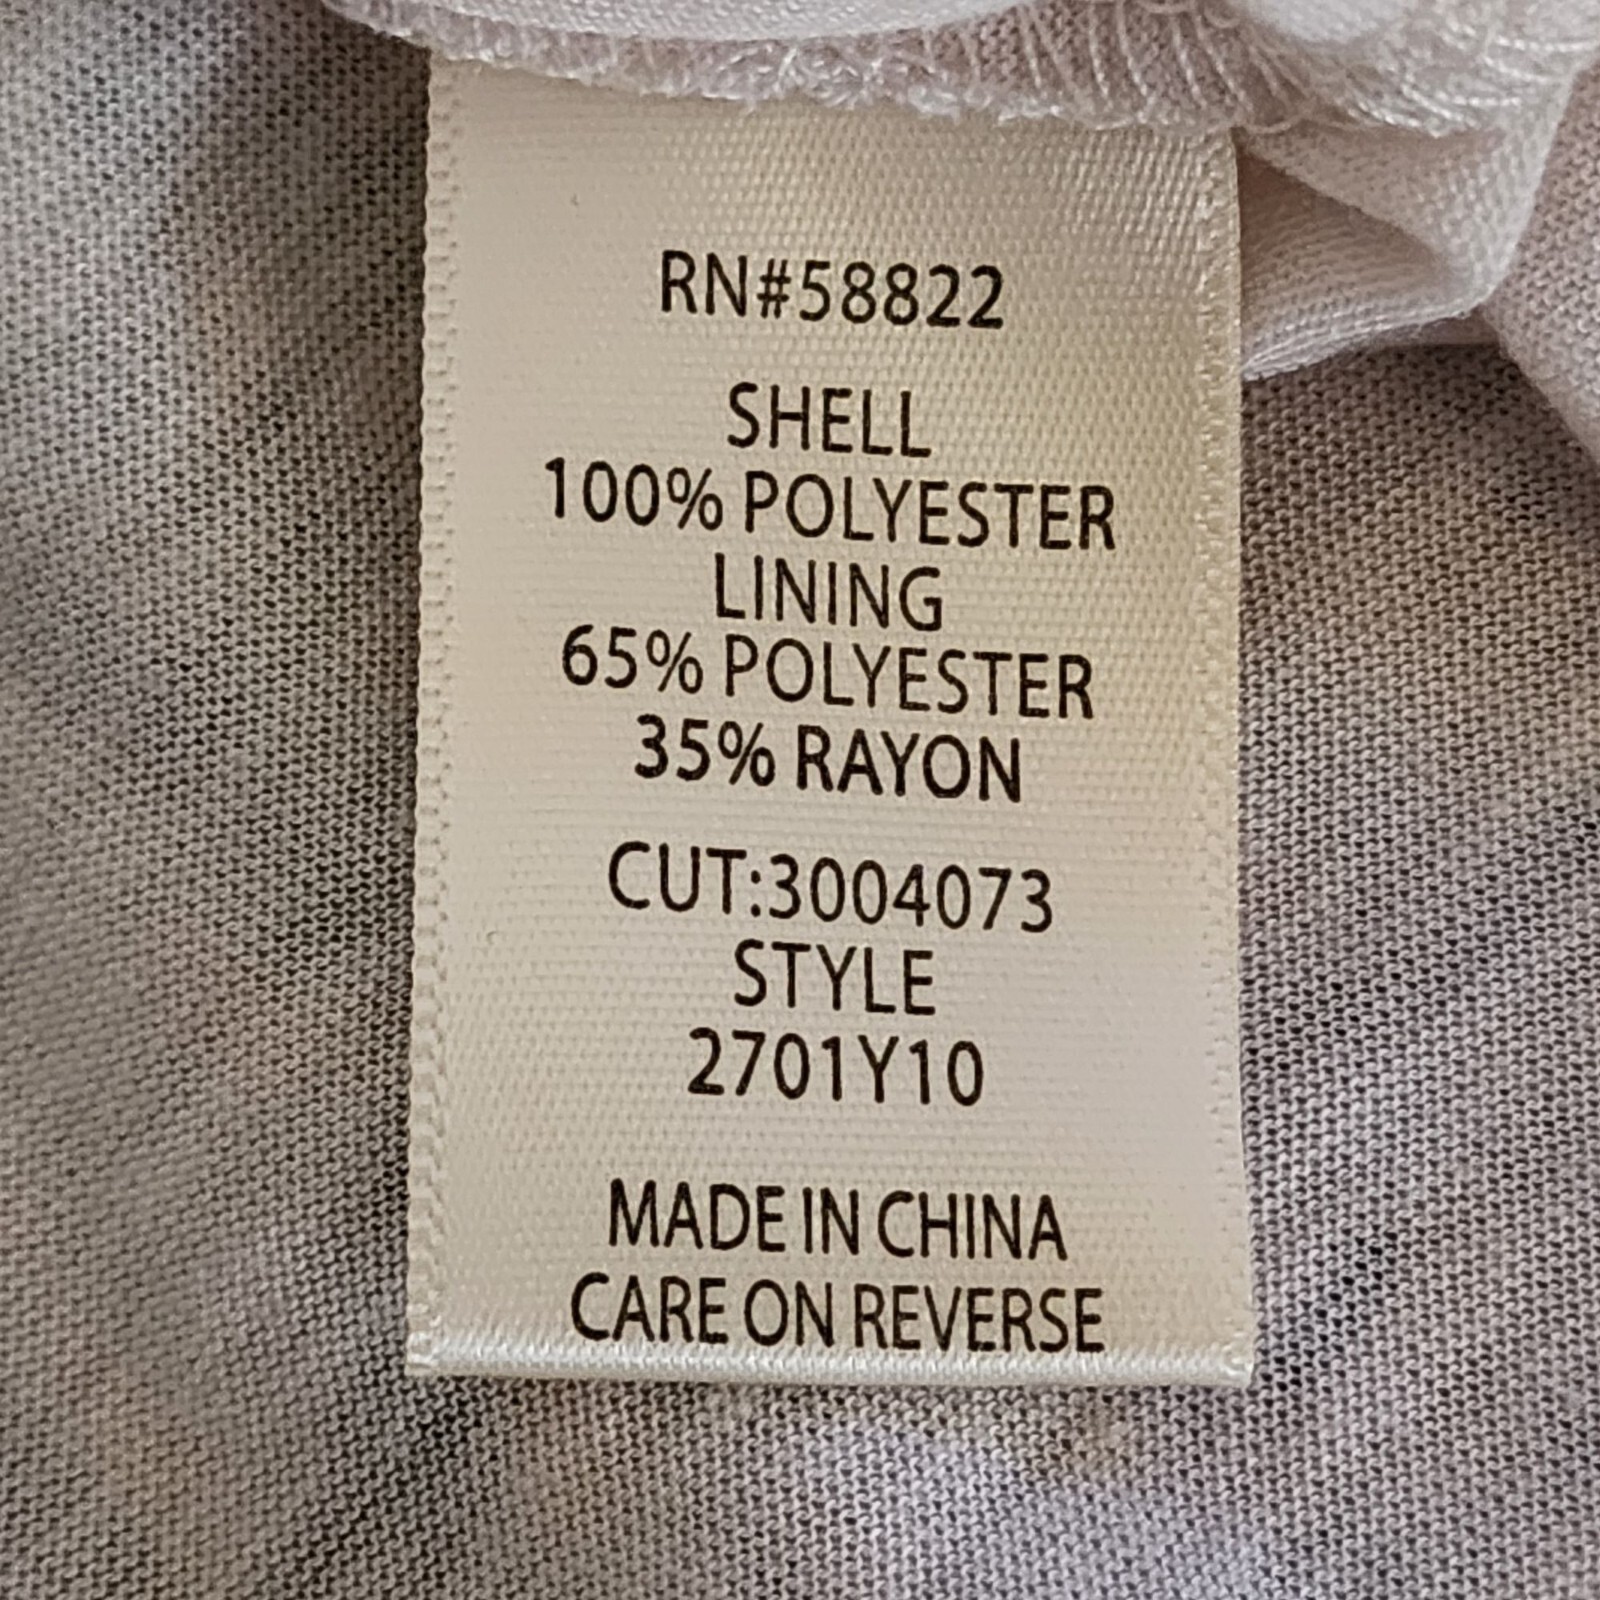 RN#58822
SHELL
100% POLYESTER
LINING
65% POLYESTER
35% RAYON
CUT:3004073
STYLE
2701Y10
MADE IN CHINA
CARE ON REVERSE